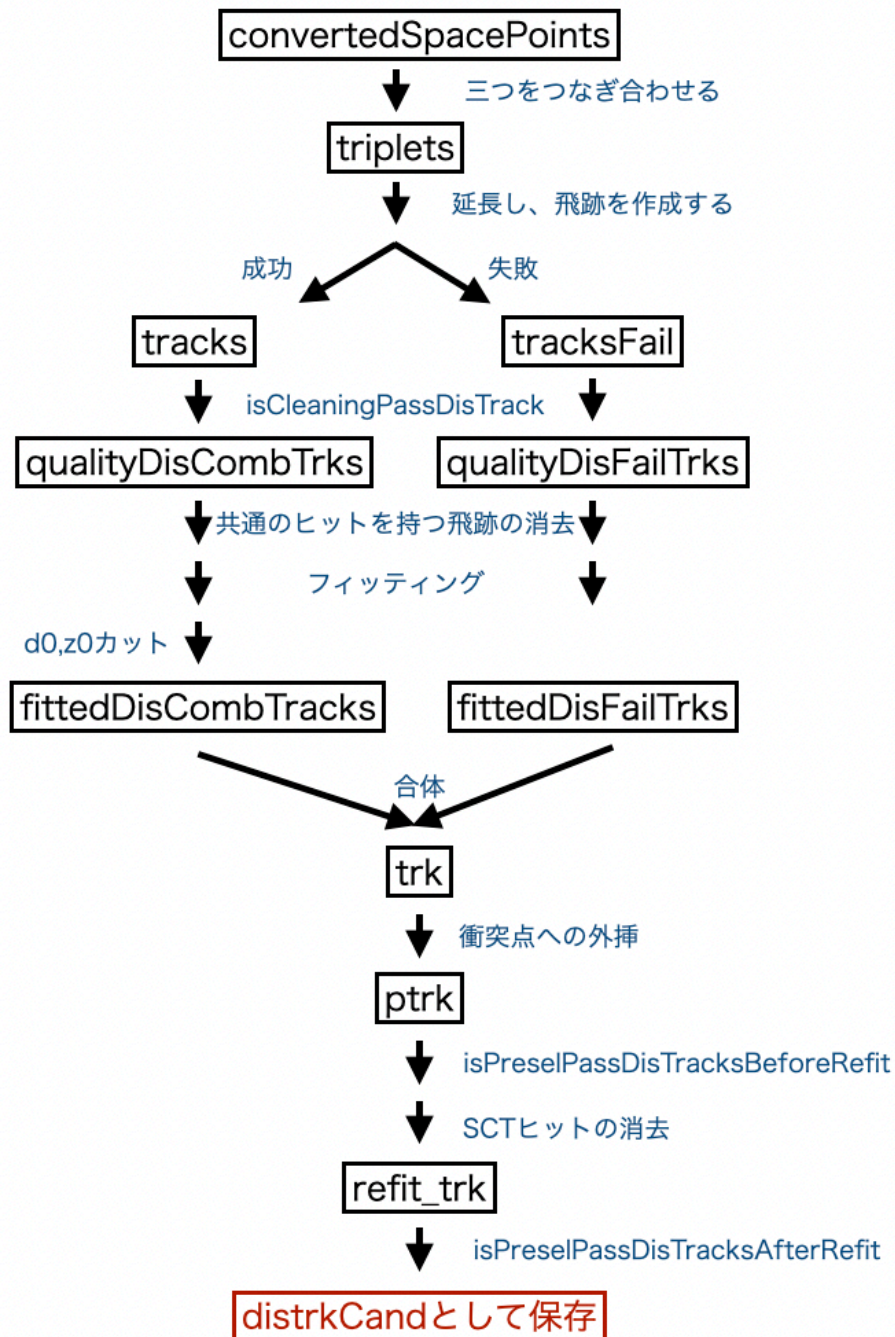 convertedSpacePoints
三つをつなぎ合わせる
triplets
延長し、飛跡を作成する
成功
失敗
tracks
tracksFail
isCleaningPassDisTrack
qualityDisCombTrks
qualityDisFailTrks
共通のヒットを持つ飛跡の消去
フィッティング
d0,z0カット
fittedDisCombTracks
fittedDisFailTrks
合体
trk
衝突点への外挿
ptrk
isPreselPassDisTracksBeforeRefit
SCTヒットの消去
refit_trk
isPreselPassDisTracksAfterRefit
distrkCandとして保存